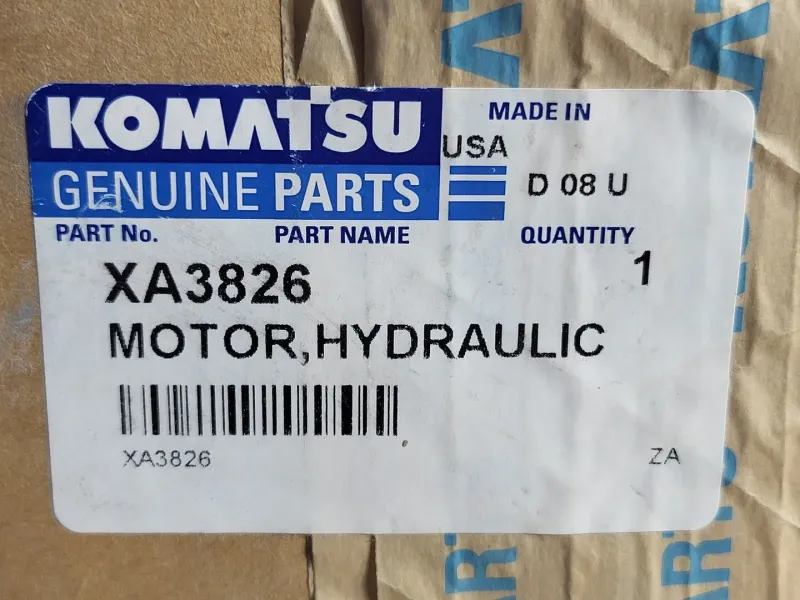 KOMATSU
MADE IN
USA
GENUINE PARTS
D 08 U
PART No. PART NAME QUANTITY
XA3826 1
MOTOR,HYDRAULIC
XA3826 ZA